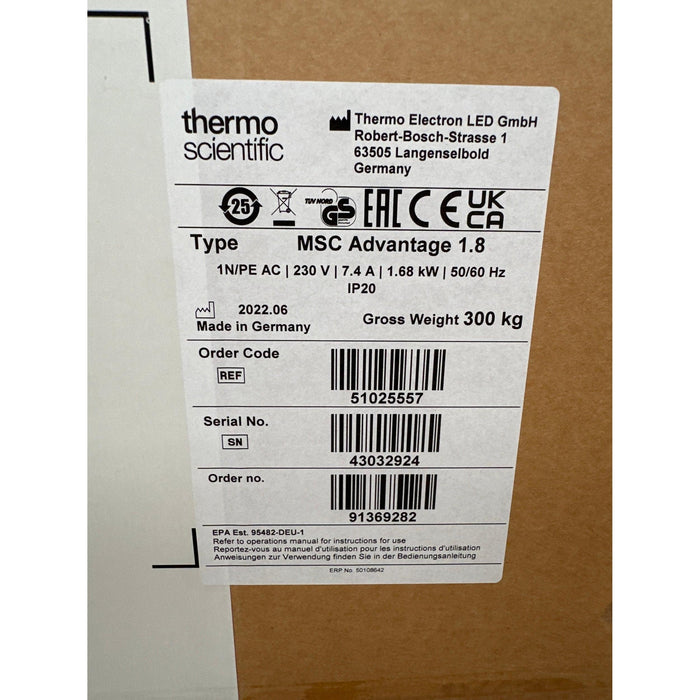 thermo
scientific
Thermo Electron LED GmbH
Robert-Bosch-Strasse 1
63505 Langenselbold
Germany
25
TÜV NORD
GS
EAC
CE
UK
CA
Type MSC Advantage 1.8
1N/PE AC | 230 V | 7.4 A | 1.68 kW | 50/60 Hz
IP20
2022.06
Made in Germany
Gross Weight 300 kg
Order Code
REF
51025557
Serial No.
SN
43032924
Order no.
91369282
EPA Est. 95482-DEU-1
Refer to operations manual for instructions for use
Reportez-vous au manuel d'utilisation pour les instructions d'utilisation
Anweisungen zur Verwendung finden Sie in der Bedienungsanleitung
ERP No. 50108642